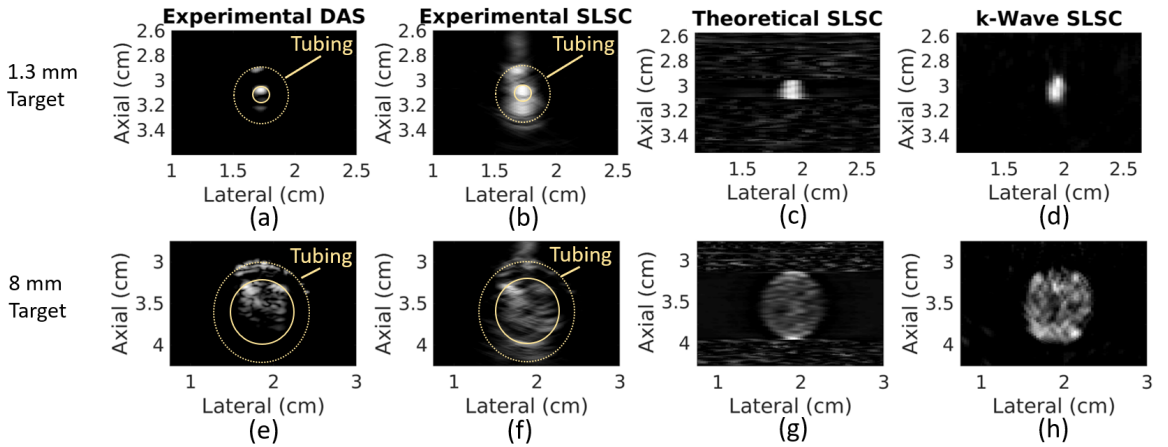 Experimental DAS Experimental SLSC Theoretical SLSC k-Wave SLSC
1.3 mm
Target
Axial (cm) 2.6 2.8 3 3.2 3.4 Tubing
1 1.5 2 2.5
Lateral (cm)
(a)
Axial (cm) 2.6 2.8 3 3.2 3.4 Tubing
1 1.5 2 2.5
Lateral (cm)
(b)
Axial (cm) 2.6 2.8 3 3.2 3.4
1.5 2 2.5
Lateral (cm)
(c)
Axial (cm) 2.6 2.8 3 3.2 3.4
1.5 2 2.5
Lateral (cm)
(d)
8 mm
Target
Axial (cm) 3 3.5 4 Tubing
1 2 3
Lateral (cm)
(e)
Axial (cm) 3 3.5 4 Tubing
1 2 3
Lateral (cm)
(f)
Axial (cm) 3 3.5 4
1 2 3
Lateral (cm)
(g)
Axial (cm) 3 3.5 4
1 2 3
Lateral (cm)
(h)